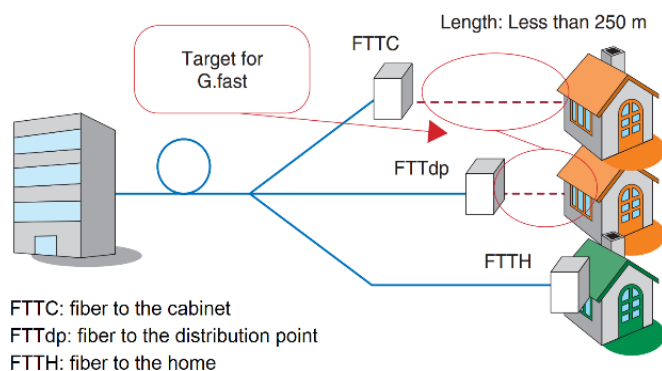 Length: Less than 250 m
FTTC
Target for
G.fast
FTTdp
FTTH
FTTC: fiber to the cabinet
FTTdp: fiber to the distribution point
FTTH: fiber to the home